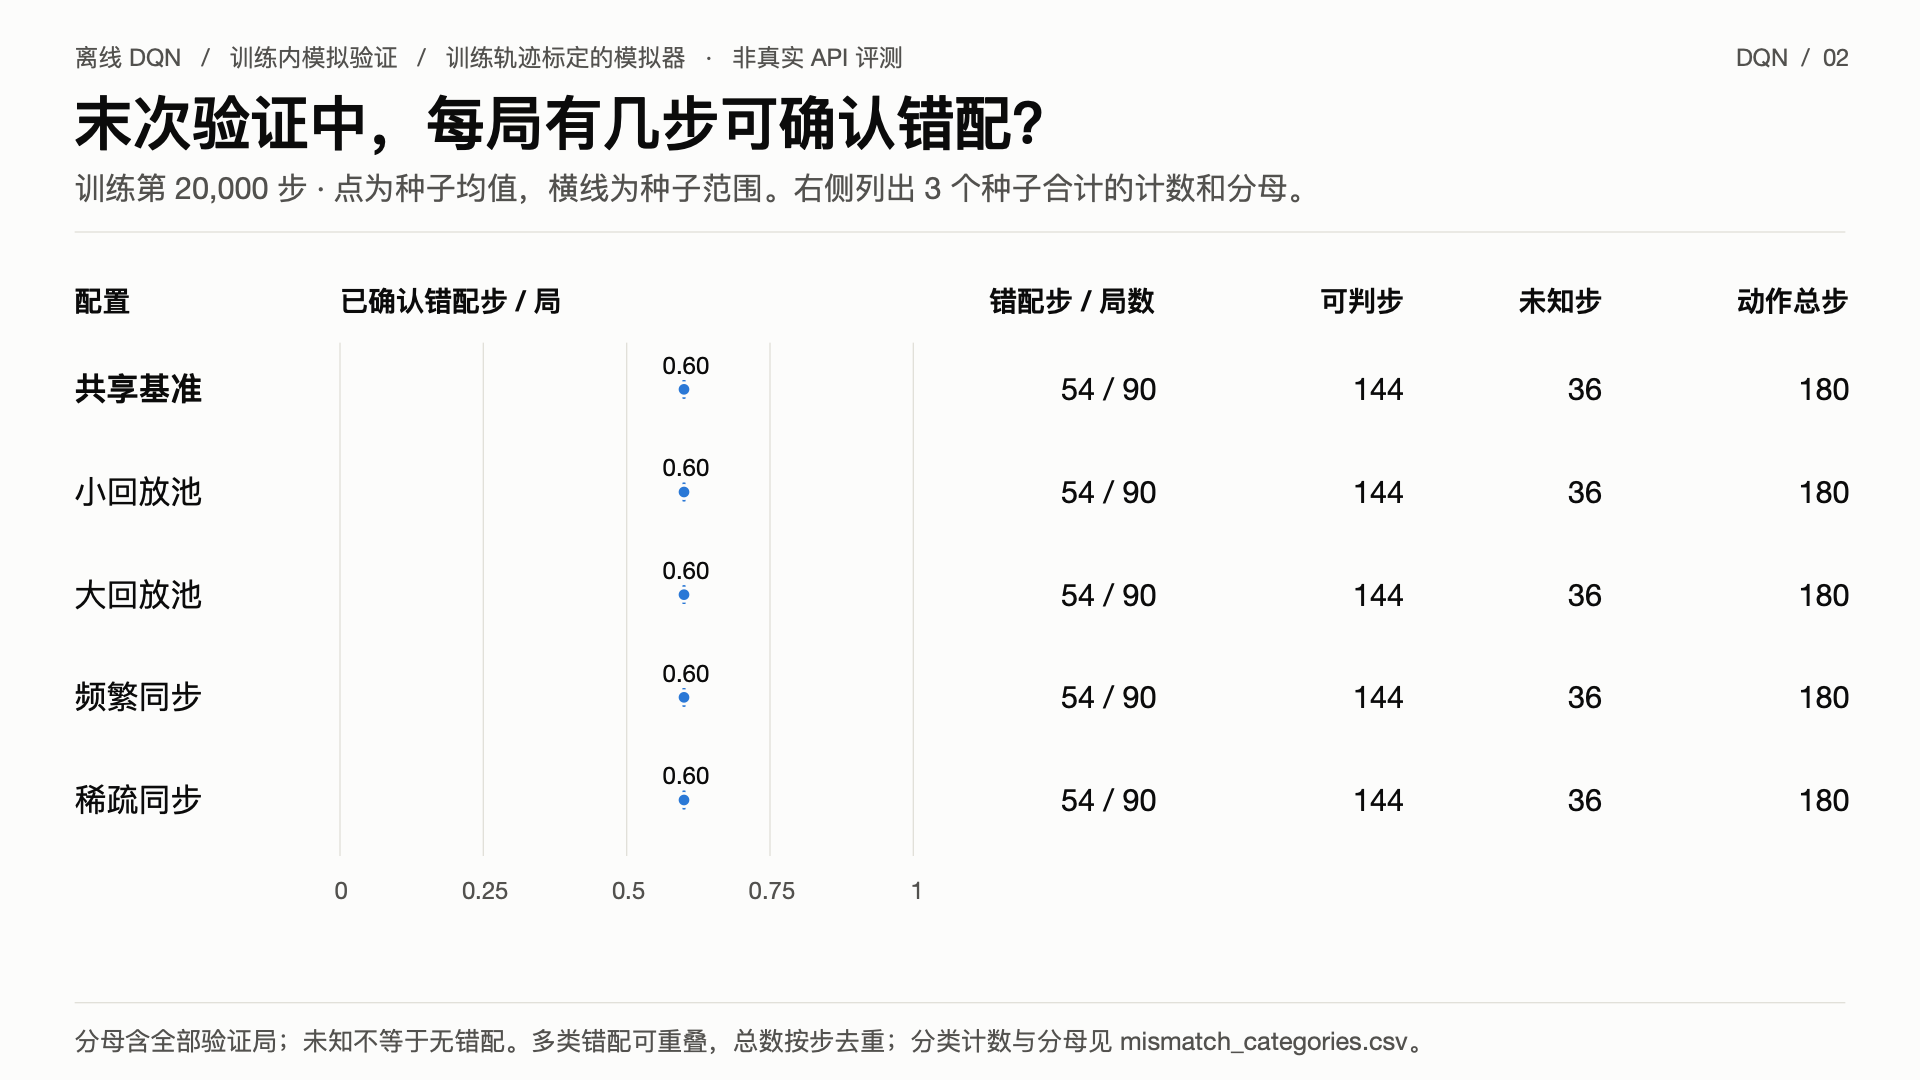 离线 DQN / 训练内模拟验证 / 训练轨迹标定的模拟器 · 非真实 API 评测
DQN / 02
末次验证中，每局有几步可确认错配？
训练第 20,000 步 · 点为种子均值，横线为种子范围。右侧列出 3 个种子合计的计数和分母。
配置 已确认错配步 / 局 错配步 / 局数 可判步 未知步 动作总步
共享基准 0.60 54 / 90 144 36 180
小回放池 0.60 54 / 90 144 36 180
大回放池 0.60 54 / 90 144 36 180
频繁同步 0.60 54 / 90 144 36 180
稀疏同步 0.60 54 / 90 144 36 180
0 0.25 0.5 0.75 1
分母含全部验证局；未知不等于无错配。多类错配可重叠，总数按步去重；分类计数与分母见 mismatch_categories.csv。